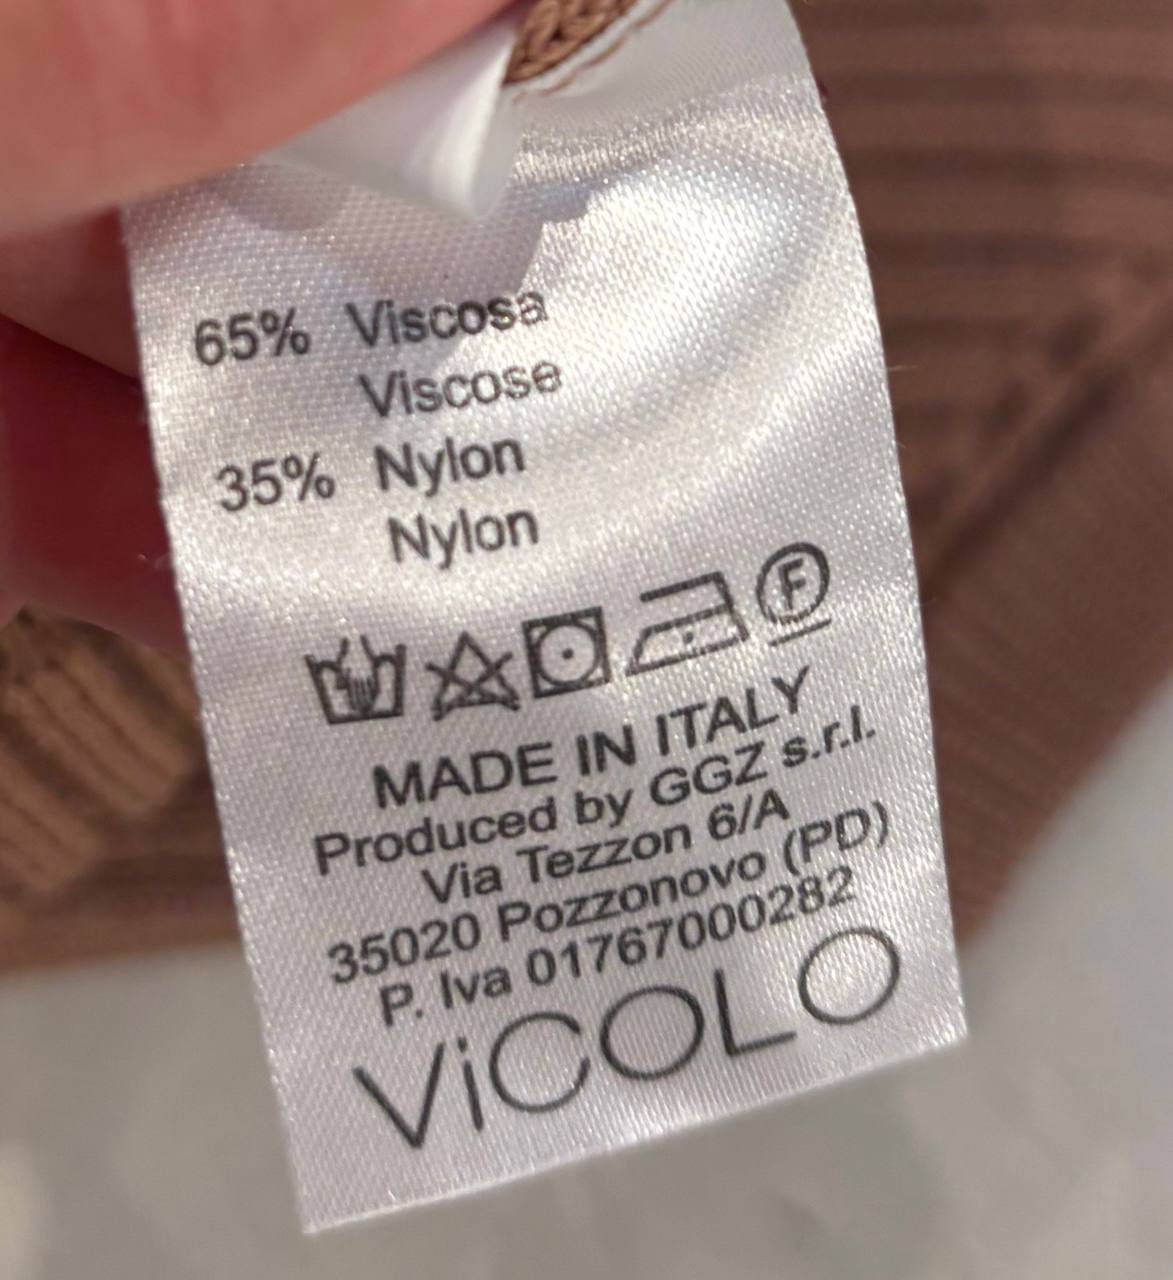 65% Viscosa
Viscose
35% Nylon
Nylon
F
MADE IN ITALY
Produced by GGZ s.r.l.
Via Tezzon 6/A
35020 Pozzonovo (PD)
P. Iva 01767000282
ViCOLO